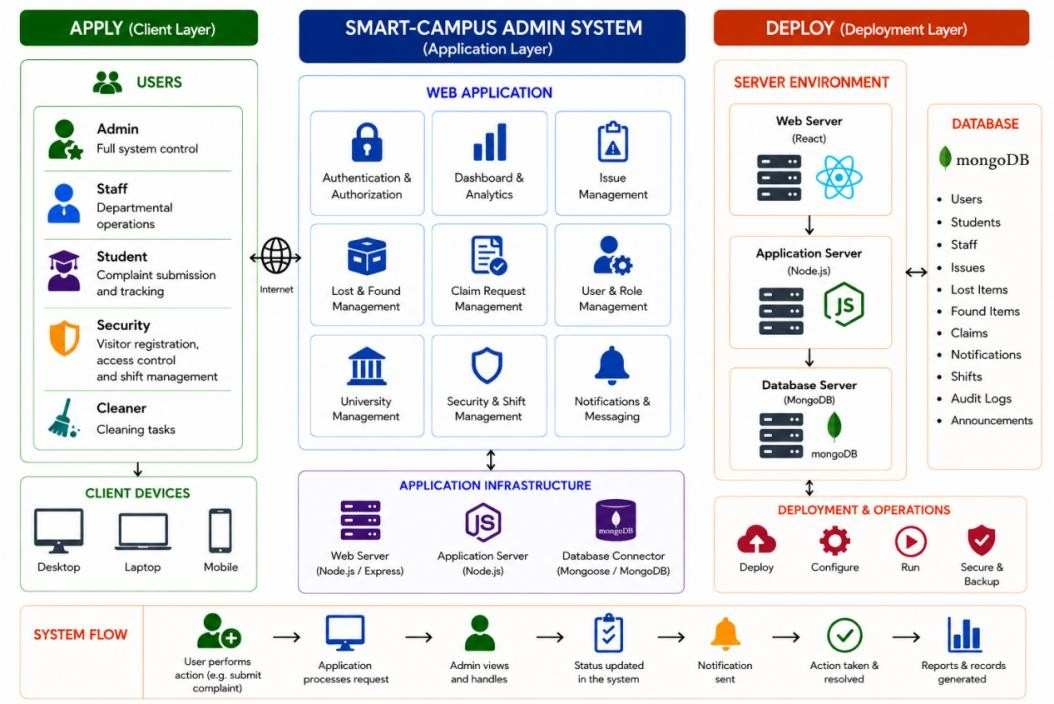 APPLY (Client Layer)
USERS
Admin
Full system control
Staff
Departmental
operations
Student
Complaint submission
and tracking
Security
Visitor registration,
access control
and shift management
Cleaner
Cleaning tasks
CLIENT DEVICES
Desktop
Laptop
Mobile
Internet
SMART-CAMPUS ADMIN SYSTEM
(Application Layer)
WEB APPLICATION
Authentication &
Authorization
Dashboard &
Analytics
Issue
Management
Lost & Found
Management
Claim Request
Management
User & Role
Management
University
Management
Security & Shift
Management
Notifications &
Messaging
APPLICATION INFRASTRUCTURE
JS
mongoDB
Web Server
(Node.js / Express)
Application Server
(Node.js)
Database Connector
(Mongoose / MongoDB)
DEPLOY (Deployment Layer)
SERVER ENVIRONMENT
Web Server
(React)
Application Server
(Node.js)
JS
Database Server
(MongoDB)
mongoDB
DATABASE
mongoDB
• Users
• Students
• Staff
• Issues
• Lost Items
• Found Items
• Claims
• Notifications
• Shifts
• Audit Logs
• Announcements
DEPLOYMENT & OPERATIONS
Deploy
Configure
Run
Secure &
Backup
SYSTEM FLOW
User performs
action (e.g. submit
complaint)
Application
processes request
Admin views
and handles
Status updated
in the system
Notification
sent
Action taken &
resolved
Reports & records
generated